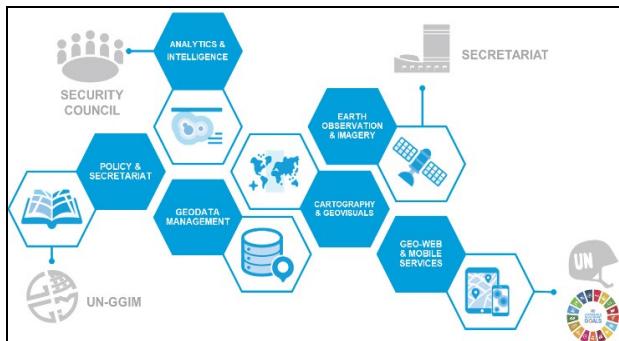 ANALYTICS &
INTELLIGENCE
SECURITY
COUNCIL
SECRETARIAT
EARTH
OBSERVATION
& IMAGERY
POLICY &
SECRETARIAT
GEODATA
MANAGEMENT
CARTOGRAPHY
& GEOVISUALS
GEO-WEB
& MOBILE
SERVICES
UN-GGIM
UN
GOALS